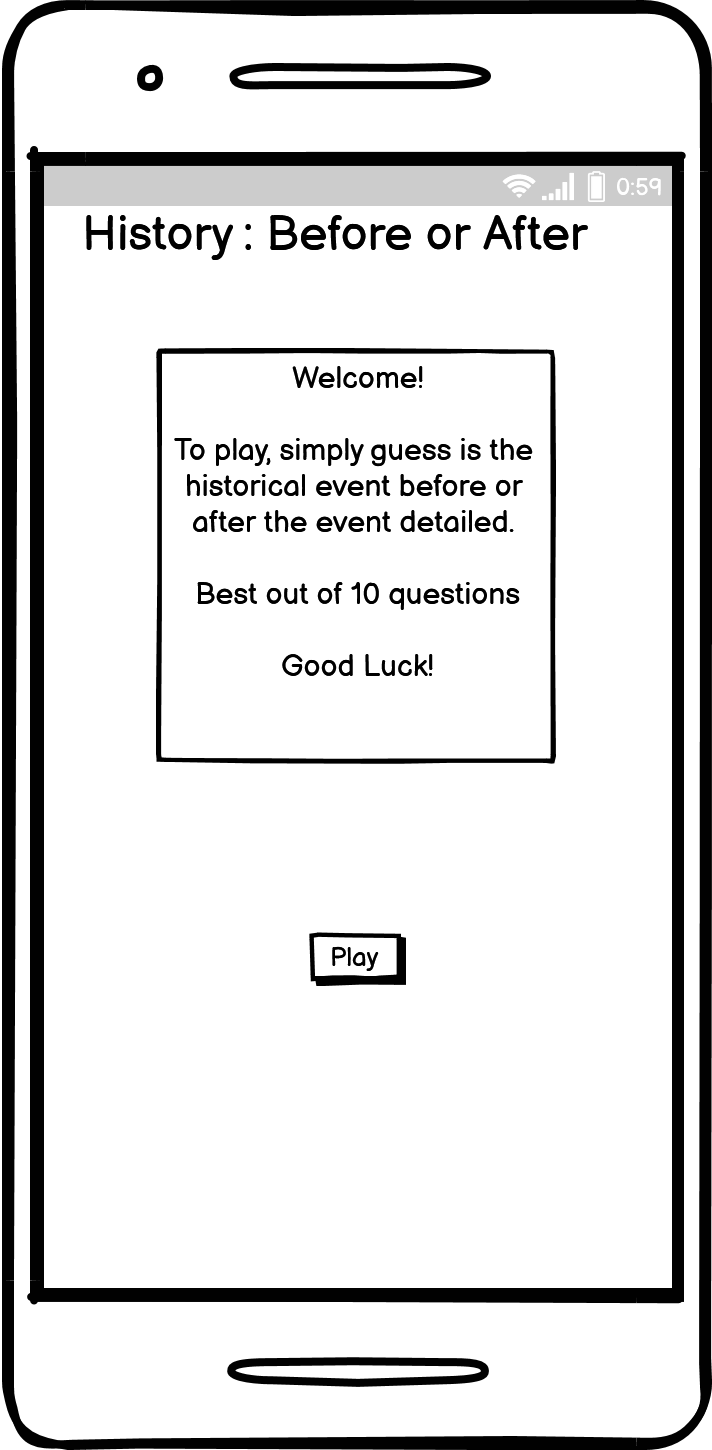 0:59
History : Before or After
Welcome!
To play, simply guess is the
historical event before or
after the event detailed.
Best out of 10 questions
Good Luck!
Play